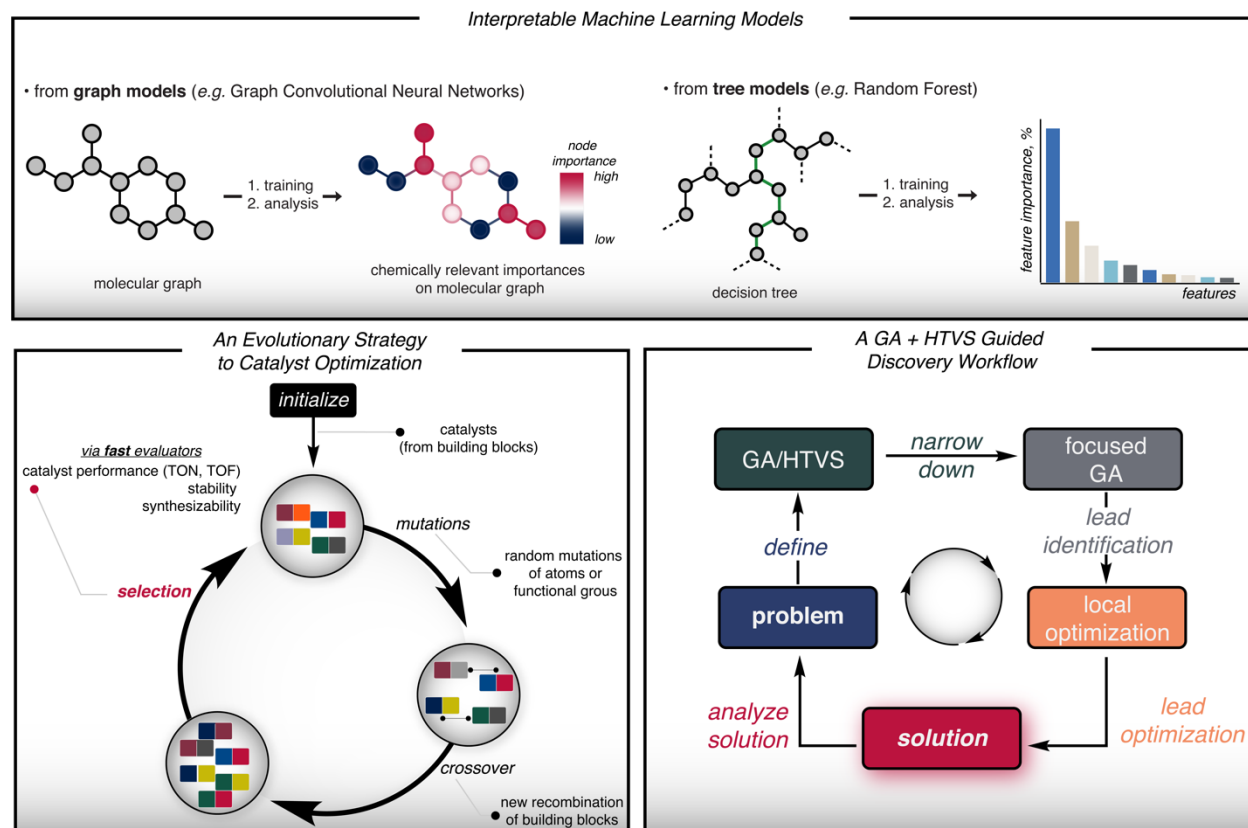 Interpretable Machine Learning Models
• from graph models (e.g. Graph Convolutional Neural Networks)
1. training
2. analysis
node
importance
high
low
molecular graph
chemically relevant importances
on molecular graph
• from tree models (e.g. Random Forest)
1. training
2. analysis
decision tree
feature importance, %
features
An Evolutionary Strategy
to Catalyst Optimization
initialize
catalysts
(from building blocks)
via fast evaluators
catalyst performance (TON, TOF)
stability
synthesizability
mutations
random mutations
of atoms or
functional grous
selection
crossover
new recombination
of building blocks
A GA + HTVS Guided
Discovery Workflow
GA/HTVS
narrow
down
focused
GA
define
lead
identification
problem
local
optimization
analyze
solution
solution
lead
optimization